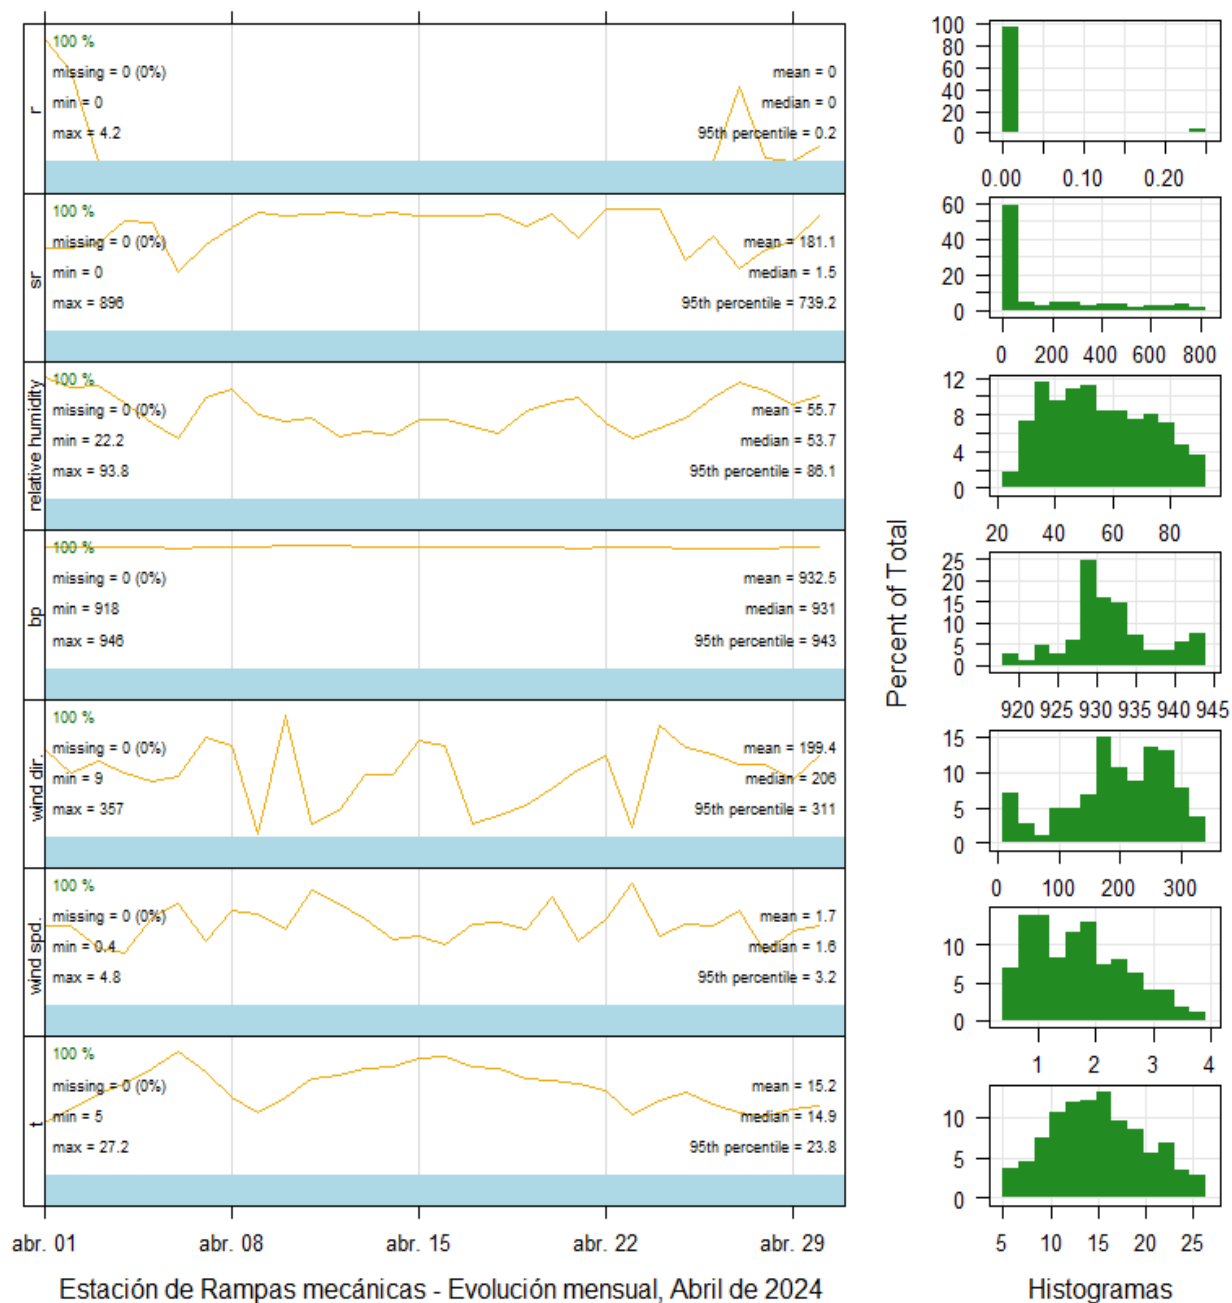 r
100 %
missing = 0 (0%)
min = 0
max = 4.2
mean = 0
median = 0
95th percentile = 0.2
sr
100 %
missing = 0 (0%)
min = 0
max = 896
mean = 181.1
median = 1.5
95th percentile = 739.2
relative humidity
100 %
missing = 0 (0%)
min = 22.2
max = 93.8
mean = 55.7
median = 53.7
95th percentile = 86.1
bp
100 %
missing = 0 (0%)
min = 918
max = 946
mean = 932.5
median = 931
95th percentile = 943
wind dir.
100 %
missing = 0 (0%)
min = 9
max = 357
mean = 199.4
median = 206
95th percentile = 311
wind spd.
100 %
missing = 0 (0%)
min = 0.4
max = 4.8
mean = 1.7
median = 1.6
95th percentile = 3.2
t
100 %
missing = 0 (0%)
min = 5
max = 27.2
mean = 15.2
median = 14.9
95th percentile = 23.8
abr. 01 abr. 08 abr. 15 abr. 22 abr. 29
Estación de Rampas mecánicas - Evolución mensual, Abril de 2024
Percent of Total
100
80
60
40
20
0
0.00 0.10 0.20
60
40
20
0
0 200 400 600 800
12
8
4
0
20 40 60 80
25
20
15
10
5
0
920 925 930 935 940 945
15
10
5
0
0 100 200 300
10
5
0
1 2 3 4
10
5
0
5 10 15 20 25
Histogramas